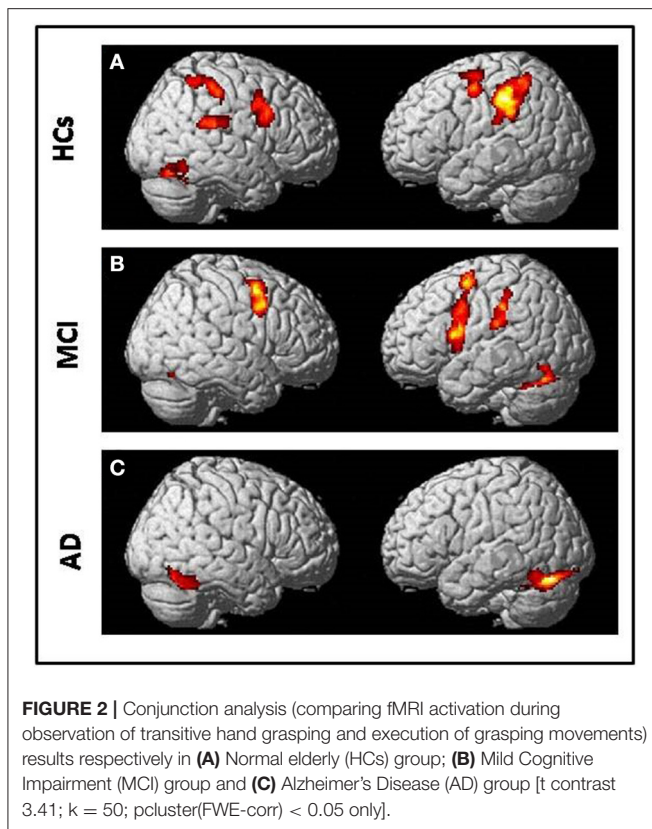 A
HCs
B
MCI
C
AD
FIGURE 2 | Conjunction analysis (comparing fMRI activation during
observation of transitive hand grasping and execution of grasping movements)
results respectively in (A) Normal elderly (HCs) group; (B) Mild Cognitive
Impairment (MCI) group and (C) Alzheimer's Disease (AD) group [t contrast
3.41; k = 50; pcluster(FWE-corr) < 0.05 only].